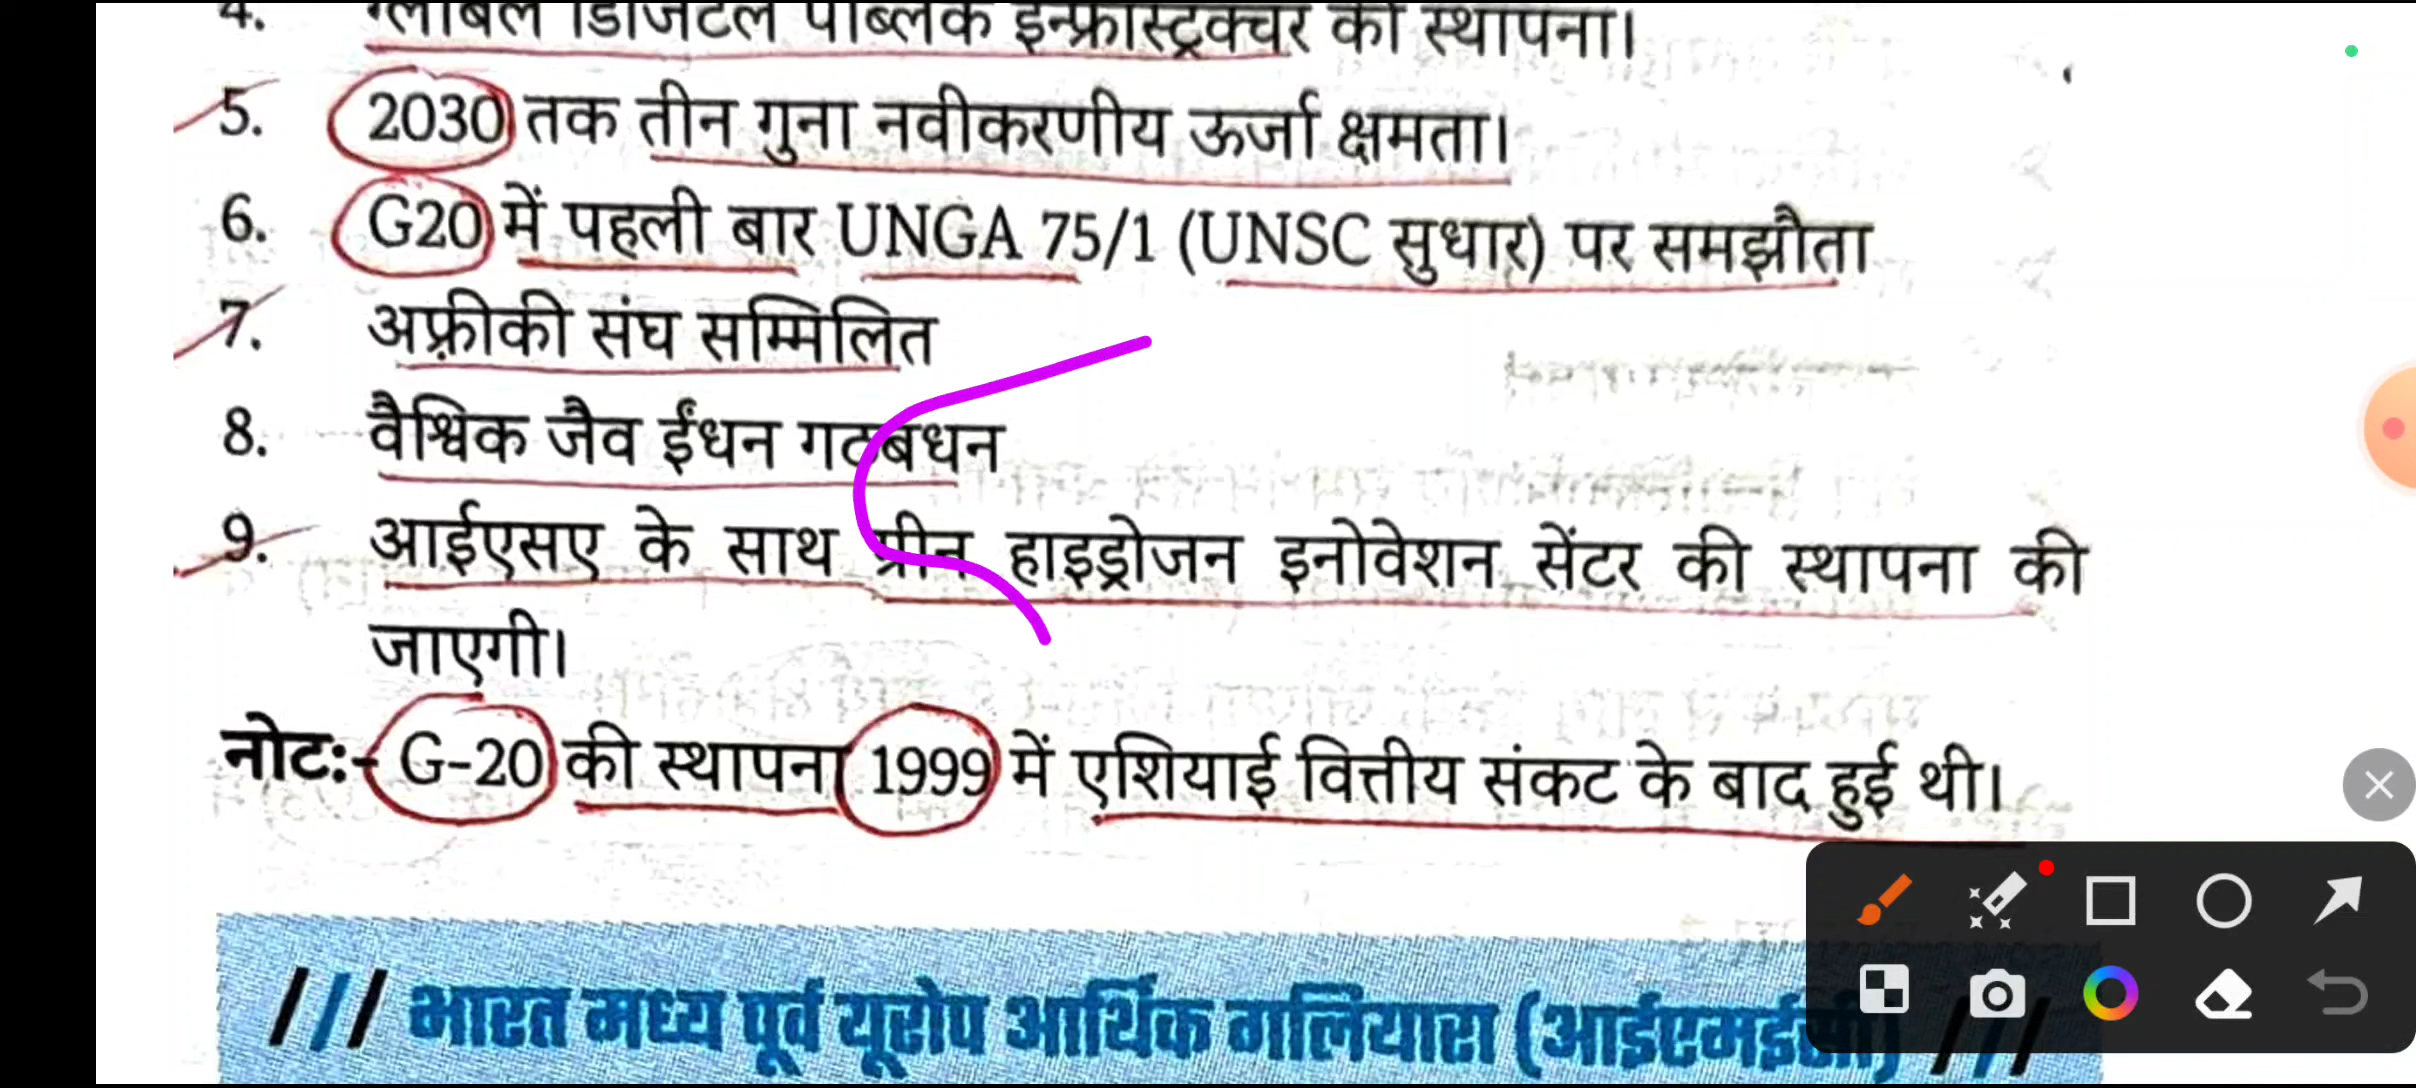 4. ग्लोबल डिजिटल पब्लिक इन्फ्रास्ट्रक्चर की स्थापना।
5. 2030 तक तीन गुना नवीकरणीय ऊर्जा क्षमता।
6. G20 में पहली बार UNGA 75/1 (UNSC सुधार) पर समझौता
7. अफ्रीकी संघ सम्मिलित
8. वैश्विक जैव ईंधन गठबंधन
9. आईएसए के साथ ग्रीन हाइड्रोजन इनोवेशन सेंटर की स्थापना की
जाएगी।
नोटः- G-20 की स्थापना 1999 में एशियाई वित्तीय संकट के बाद हुई थी।
/// भारत मध्य पूर्व यूरोप आर्थिक गलियारा (आईएमईसी) ///